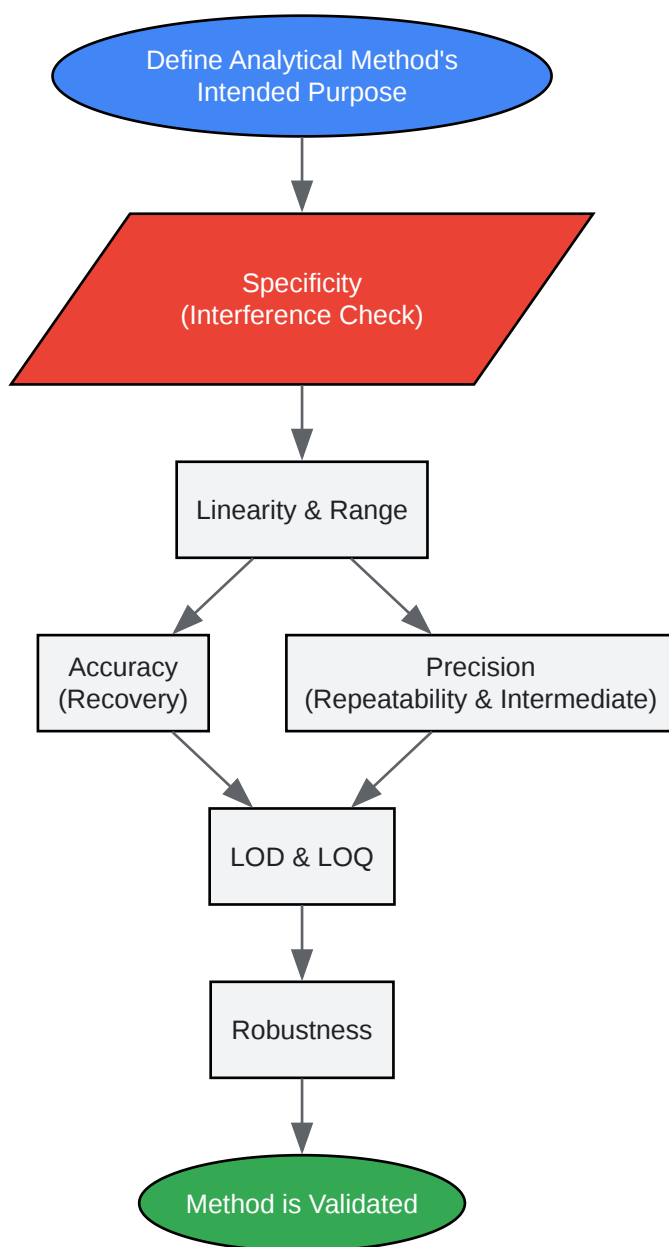 Define Analytical Method's
Intended Purpose
Specificity
(Interference Check)
Linearity & Range
Accuracy
(Recovery)
Precision
(Repeatability & Intermediate)
LOD & LOQ
Robustness
Method is Validated